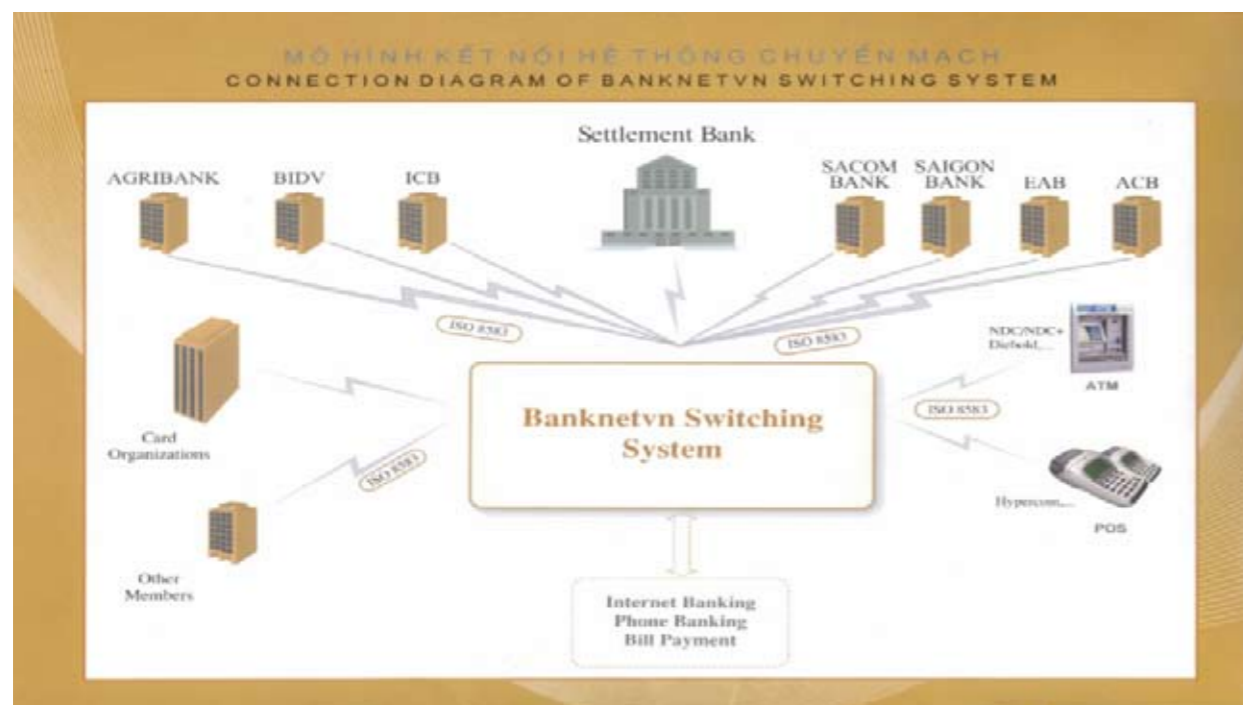 MÔ HÌNH KẾT NỐI HỆ THỐNG CHUYỂN MẠCH
CONNECTION DIAGRAM OF BANKNETVN SWITCHING SYSTEM
Settlement Bank
AGRIBANK
BIDV
ICB
SACOM
BANK
SAIGON
BANK
EAB
ACB
ISO 8583
ISO 8583
NDC/NDC+
Diebold,...
ATM
Banknetvn Switching
System
ISO 8583
Card
Organizations
ISO 8583
Hypercom,...
POS
Other
Members
Internet Banking
Phone Banking
Bill Payment